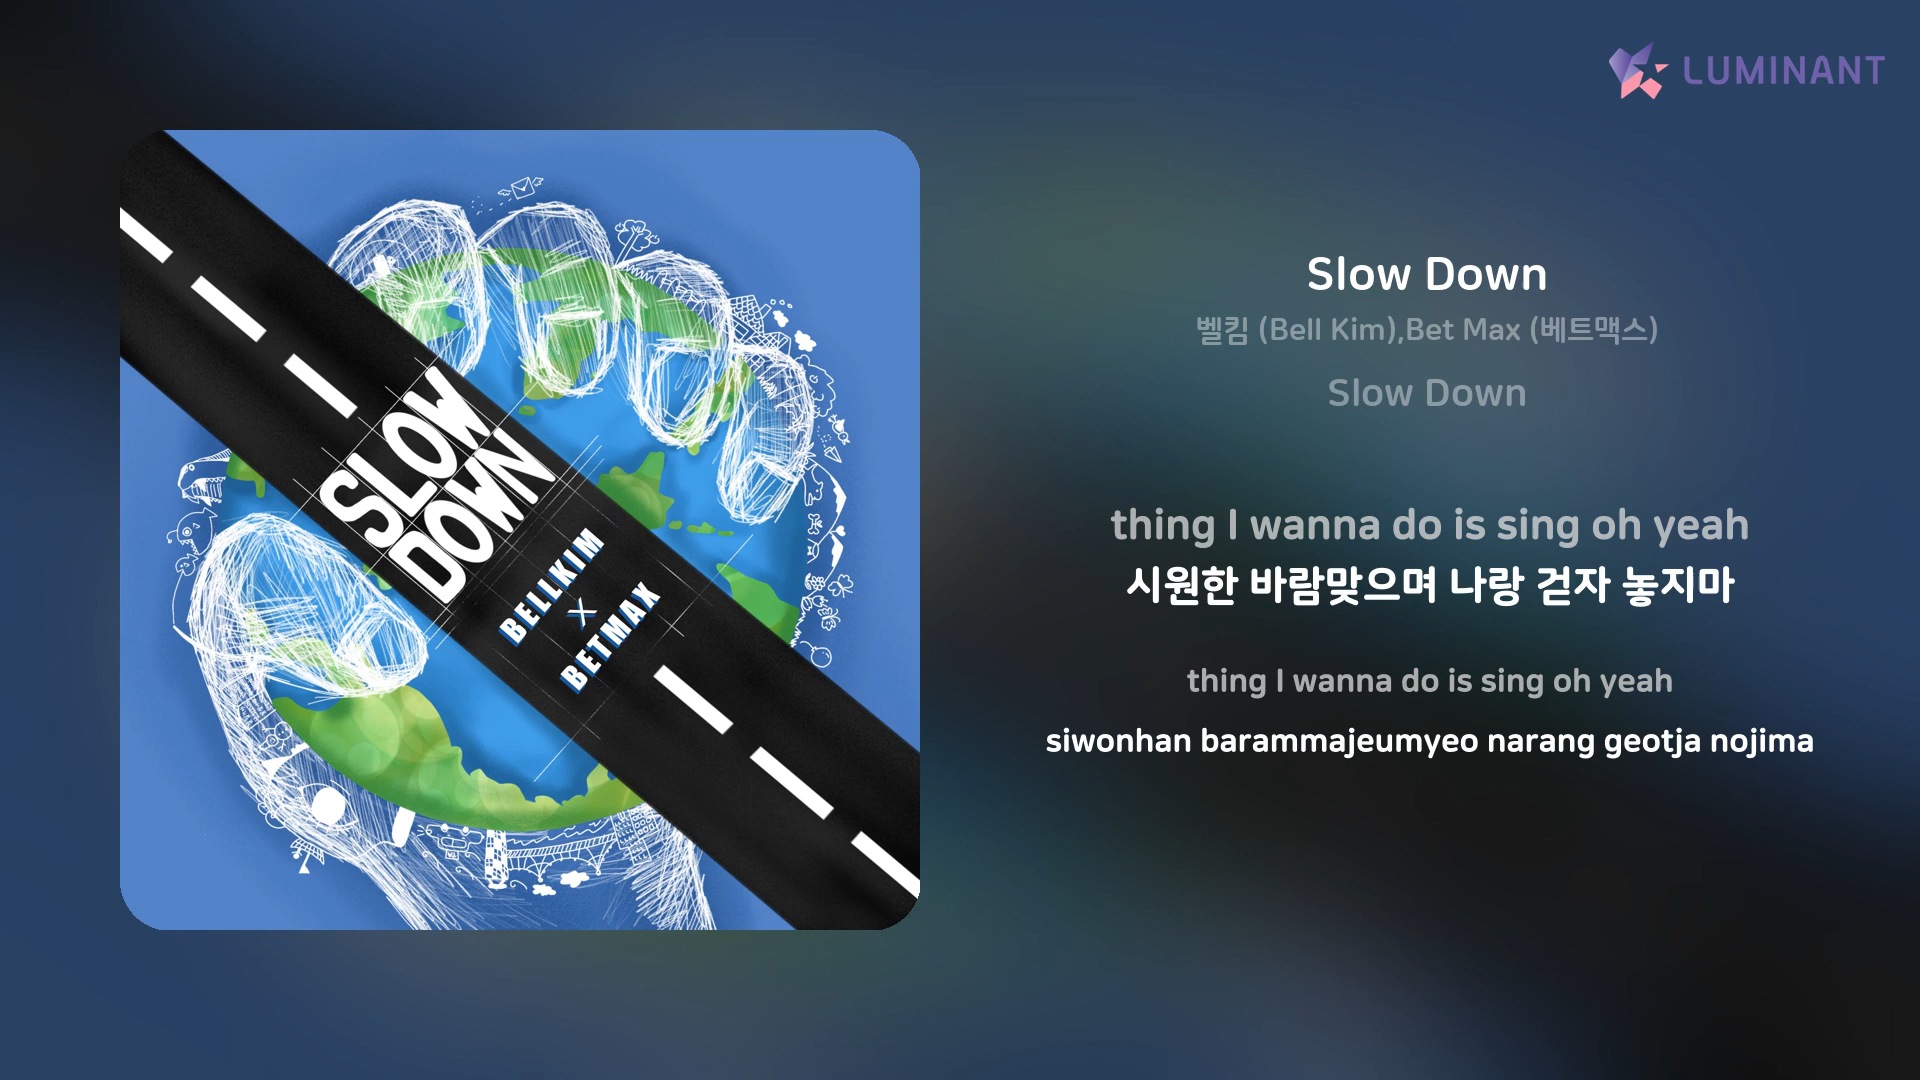 LUMINANT
SLOW
DOWN
BELLKIM
X
BETMAX
Slow Down
벨킴 (Bell Kim),Bet Max (베트맥스)
Slow Down
thing I wanna do is sing oh yeah
시원한 바람맞으며 나랑 걷자 놓지마
thing I wanna do is sing oh yeah
siwonhan barammajeumyeo narang geotja nojima